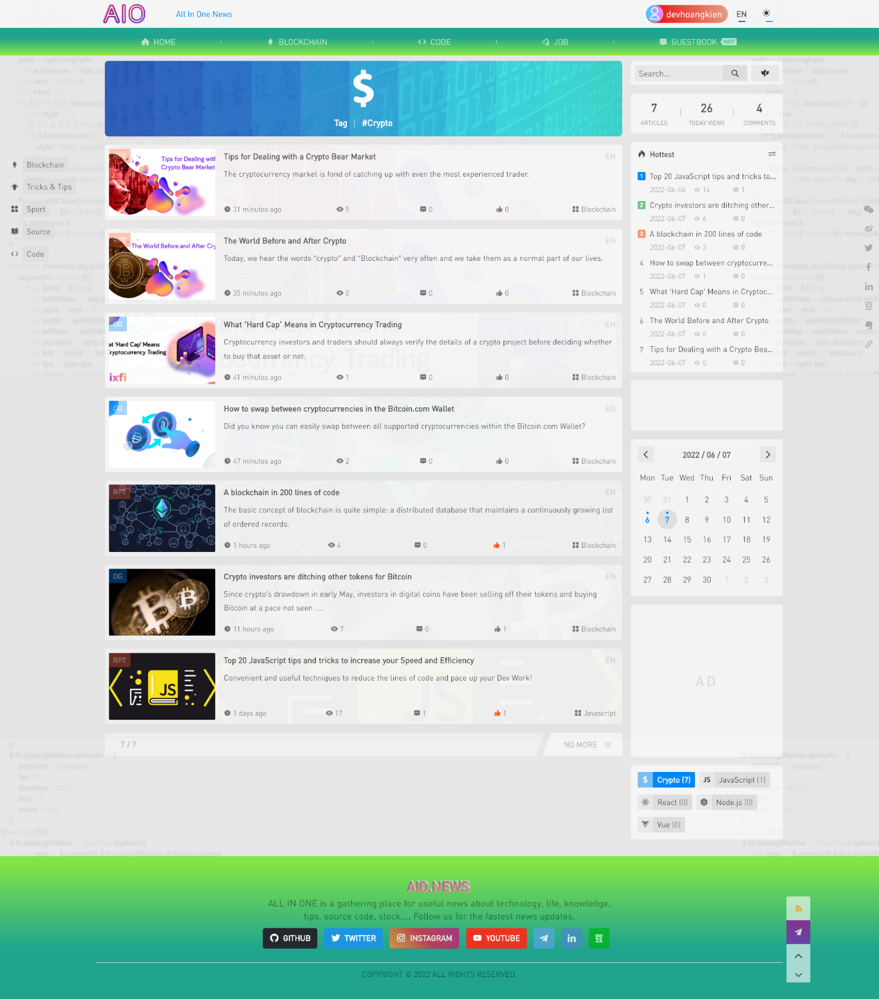 AIO
All In One News
devhoangkien
EN
HOME
BLOCKCHAIN
CODE
JOB
GUESTBOOK HOT
Search...
Tag | #Crypto
7
ARTICLES
26
TODAY VIEWS
4
COMMENTS
Blockchain
Tricks & Tips
Sport
Source
Code
RPT
Tips for Dealing with
Crypto Bear Market
Tips for Dealing with a Crypto Bear Market
EN
The cryptocurrency market is fond of catching up with even the most experienced trader.
31 minutes ago 5 0 0 Blockchain
RPT
The World Before and After Cry
The World Before and After Crypto
EN
Today, we hear the words “crypto” and “Blockchain” very often and we take them as a normal part of our lives.
35 minutes ago 0 0 0 Blockchain
OG
at ‘Hard Cap’ Means
ryptocurrency Trading
ixfi
What ‘Hard Cap’ Means in Cryptocurrency Trading
EN
Cryptocurrency investors and traders should always verify the details of a crypto project before deciding whether
to buy that asset or not.
41 minutes ago 1 0 0 Blockchain
OG
How to swap between cryptocurrencies in the Bitcoin.com Wallet
EN
Did you know you can easily swap between all supported cryptocurrencies within the Bitcoin.com Wallet?
47 minutes ago 2 0 0 Blockchain
RPT
A blockchain in 200 lines of code
EN
The basic concept of blockchain is quite simple: a distributed database that maintains a continuously growing list
of ordered records.
1 hours ago 4 0 1 Blockchain
OG
Crypto investors are ditching other tokens for Bitcoin
EN
Since crypto’s drawdown in early May, investors in digital coins have been selling off their tokens and buying
Bitcoin at a pace not seen ....
11 hours ago 7 0 1 Blockchain
RPT
JS
Top 20 JavaScript tips and tricks to increase your Speed and Efficiency
EN
Convenient and useful techniques to reduce the lines of code and pace up your Dev Work!
1 days ago 17 1 1 Javascript
7 / 7
NO MORE
Hottest
1 Top 20 JavaScript tips and tricks to...
2022-06-06 14 1
2 Crypto investors are ditching other...
2022-06-07 6 0
3 A blockchain in 200 lines of code
2022-06-07 3 0
4 How to swap between cryptocurre...
2022-06-07 1 0
5 What ‘Hard Cap’ Means in Cryptoc...
2022-06-07 0 0
6 The World Before and After Crypto
2022-06-07 0 0
7 Tips for Dealing with a Crypto Bea...
2022-06-07 0 0
2022 / 06 / 07
Mon Tue Wed Thu Fri Sat Sun
30 31 1 2 3 4 5
6 7 8 9 10 11 12
13 14 15 16 17 18 19
20 21 22 23 24 25 26
27 28 29 30 1 2 3
AD
Crypto (7)
JS JavaScript (1)
React (0)
Node.js (0)
Vue (0)
AIO.NEWS
ALL IN ONE is a gathering place for useful news about technology, life, knowledge,
tips, source code, stock,... Follow us for the fastest news updates.
GITHUB
TWITTER
INSTAGRAM
YOUTUBE
豆
COPYRIGHT © 2022 ALL RIGHTS RESERVED.